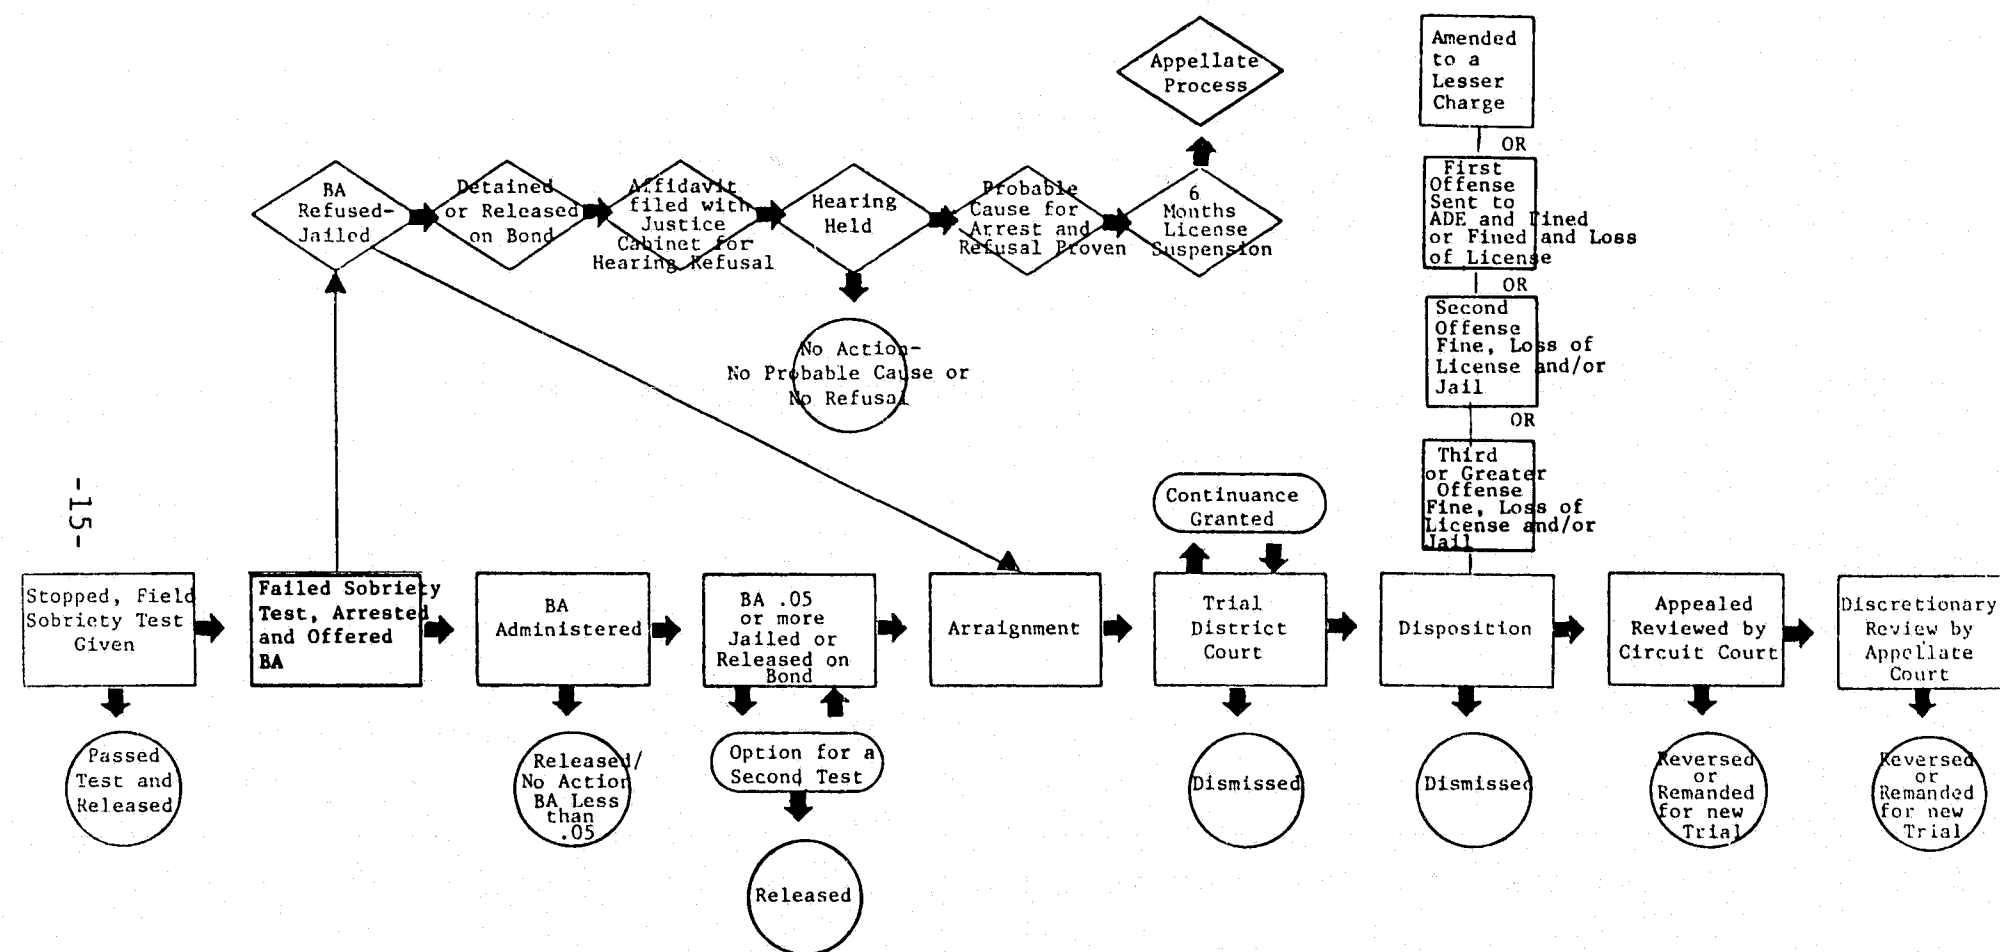 Appellate
Process
Amended
to a
Lesser
Charge
OR
First
Offense
Sent to
ADE and Fined
or Fined and Loss
of License
OR
Second
Offense
Fine, Loss of
License and/or
Jail
OR
Third
or Greater
Offense
Fine, Loss of
License and/or
Jail
BA
Refused-
Jailed
Detained
or Released
on Bond
Affidavit
filed with
Justice
Cabinet for
Hearing Refusal
Hearing
Held
Probable
Cause for
Arrest and
Refusal Proven
6
Months
License
Suspension
No Action-
No Probable Cause or
No Refusal
-15-
Continuance
Granted
Stopped, Field
Sobriety Test
Given
Failed Sobriety
Test, Arrested
and Offered
BA
BA
Administered
BA .05
or more
Jailed or
Released on
Bond
Arraignment
Trial
District
Court
Disposition
Appealed
Reviewed by
Circuit Court
Discretionary
Review by
Appellate
Court
Passed
Test and
Released
Released/
No Action
BA Less
than
.05
Option for a
Second Test
Released
Dismissed
Dismissed
Reversed
or
Remanded
for new
Trial
Reversed
or
Remanded
for new
Trial